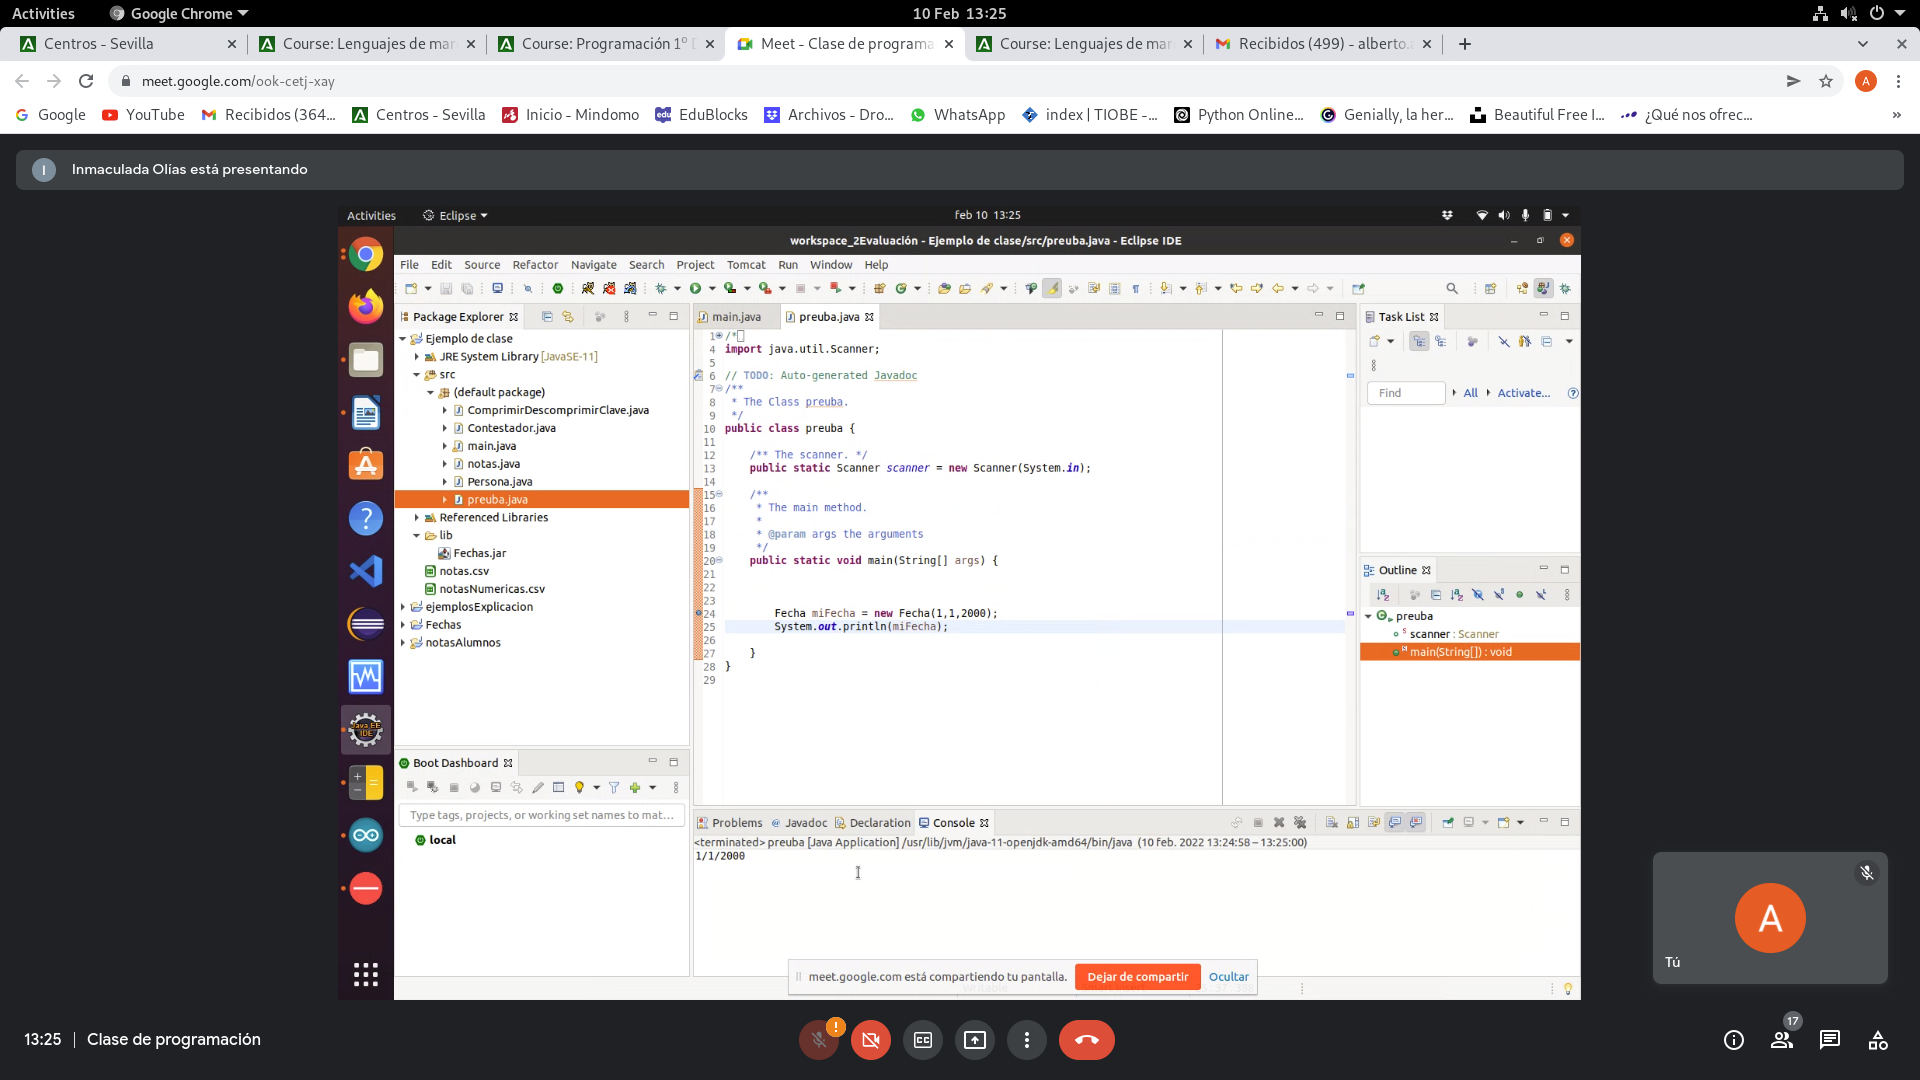 Activities
Google Chrome
10 Feb 13:25
Centros - Sevilla
Course: Lenguajes de mar
Course: Programación 1º D
Meet - Clase de programa
Course: Lenguajes de mar
Recibidos (499) - alberto.a
meet.google.com/ook-cetj-xay
A
Google
YouTube
Recibidos (364...
Centros - Sevilla
Inicio - Mindomo
EduBlocks
Archivos - Dro...
WhatsApp
index | TIOBE -...
Python Online...
Genially, la her...
Beautiful Free I...
¿Qué nos ofrec...
I
Inmaculada Olías está presentando
Activities
Eclipse
feb 10 13:25
workspace_2Evaluación - Ejemplo de clase/src/preuba.java - Eclipse IDE
File Edit Source Refactor Navigate Search Project Tomcat Run Window Help
Package Explorer
Ejemplo de clase
JRE System Library [JavaSE-11]
src
(default package)
ComprimirDescomprimirClave.java
Contestador.java
main.java
notas.java
Persona.java
preuba.java
Referenced Libraries
lib
Fechas.jar
notas.csv
notasNumericas.csv
ejemplosExplicacion
Fechas
notasAlumnos
Boot Dashboard
Type tags, projects, or working set names to mat...
local
main.java
preuba.java
1 /*
4 import java.util.Scanner;
5
6 // TODO: Auto-generated Javadoc
7 /**
8 * The Class preuba.
9 */
10 public class preuba {
11
12 /** The scanner. */
13 public static Scanner scanner = new Scanner(System.in);
14
15 /**
16 * The main method.
17 *
18 * @param args the arguments
19 */
20 public static void main(String[] args) {
21
22
23
24 Fecha miFecha = new Fecha(1,1,2000);
25 System.out.println(miFecha);
26
27 }
28 }
29
Task List
Find
All
Activate...
Outline
preuba
scanner : Scanner
main(String[]) : void
Problems
Javadoc
Declaration
Console
<terminated> preuba [Java Application] /usr/lib/jvm/java-11-openjdk-amd64/bin/java (10 feb. 2022 13:24:58 – 13:25:00)
1/1/2000
meet.google.com está compartiendo tu pantalla.
Dejar de compartir
Ocultar
A
Tú
13:25
Clase de programación
17